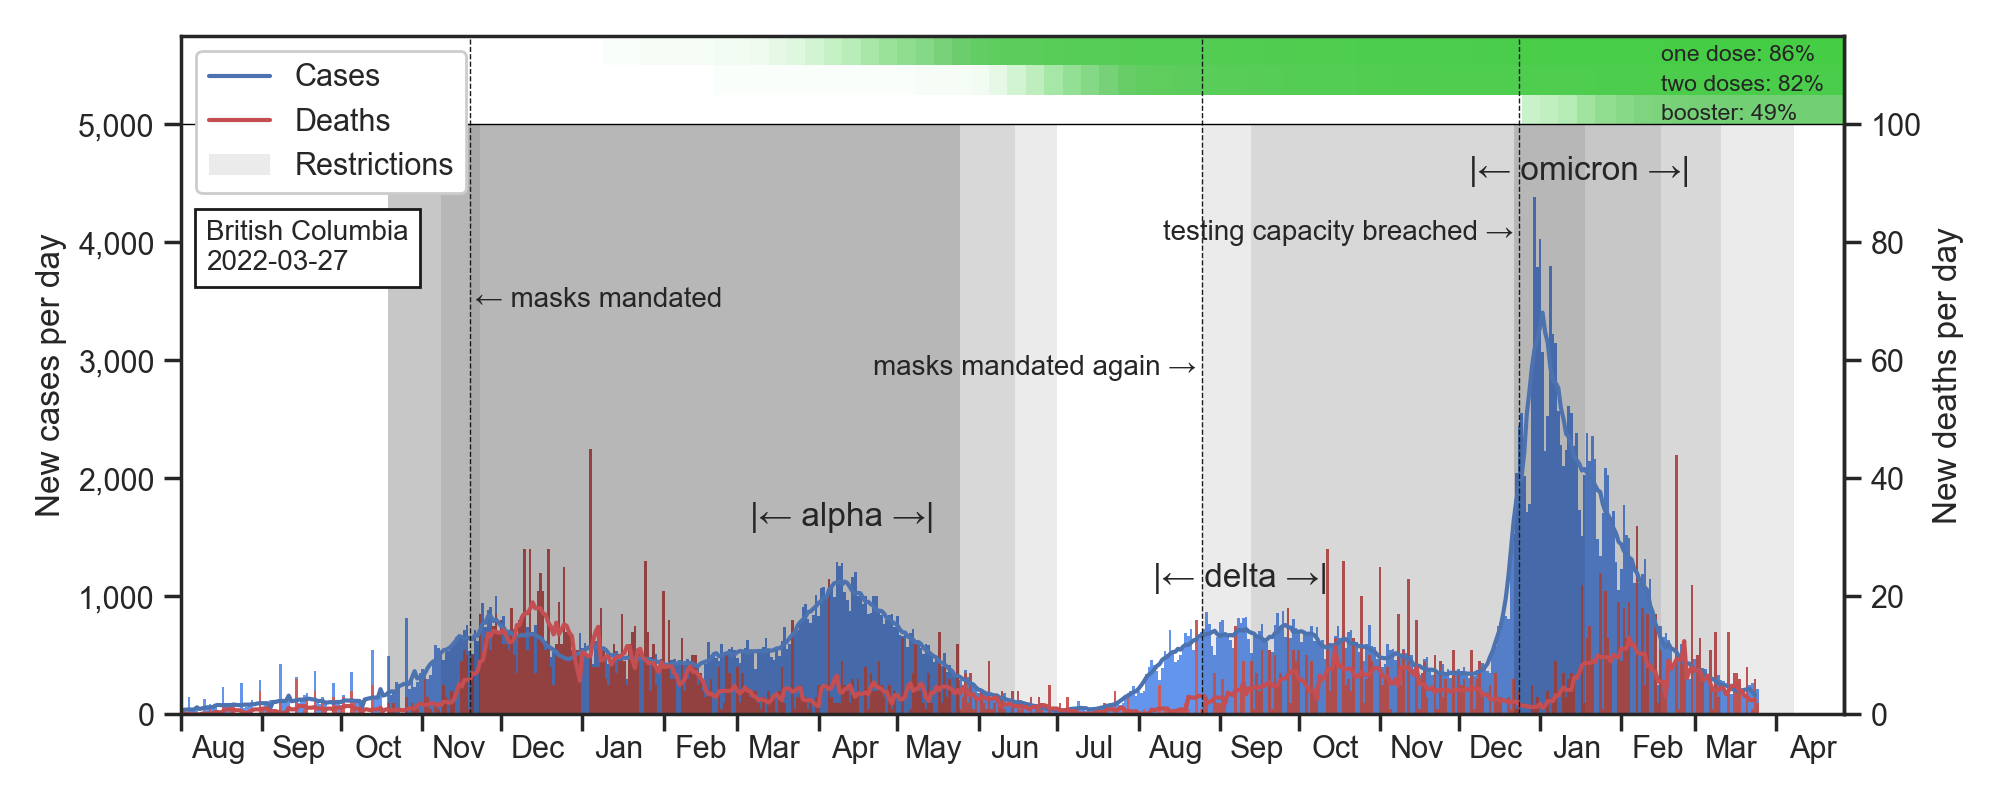 Cases
Deaths
Restrictions
one dose: 86%
two doses: 82%
booster: 49%
British Columbia
2022-03-27
← masks mandated
masks mandated again →
testing capacity breached →
|← omicron →|
|← alpha →|
|← delta →|
New cases per day
5,000
4,000
3,000
2,000
1,000
0
New deaths per day
100
80
60
40
20
0
Aug Sep Oct Nov Dec Jan Feb Mar Apr May Jun Jul Aug Sep Oct Nov Dec Jan Feb Mar Apr